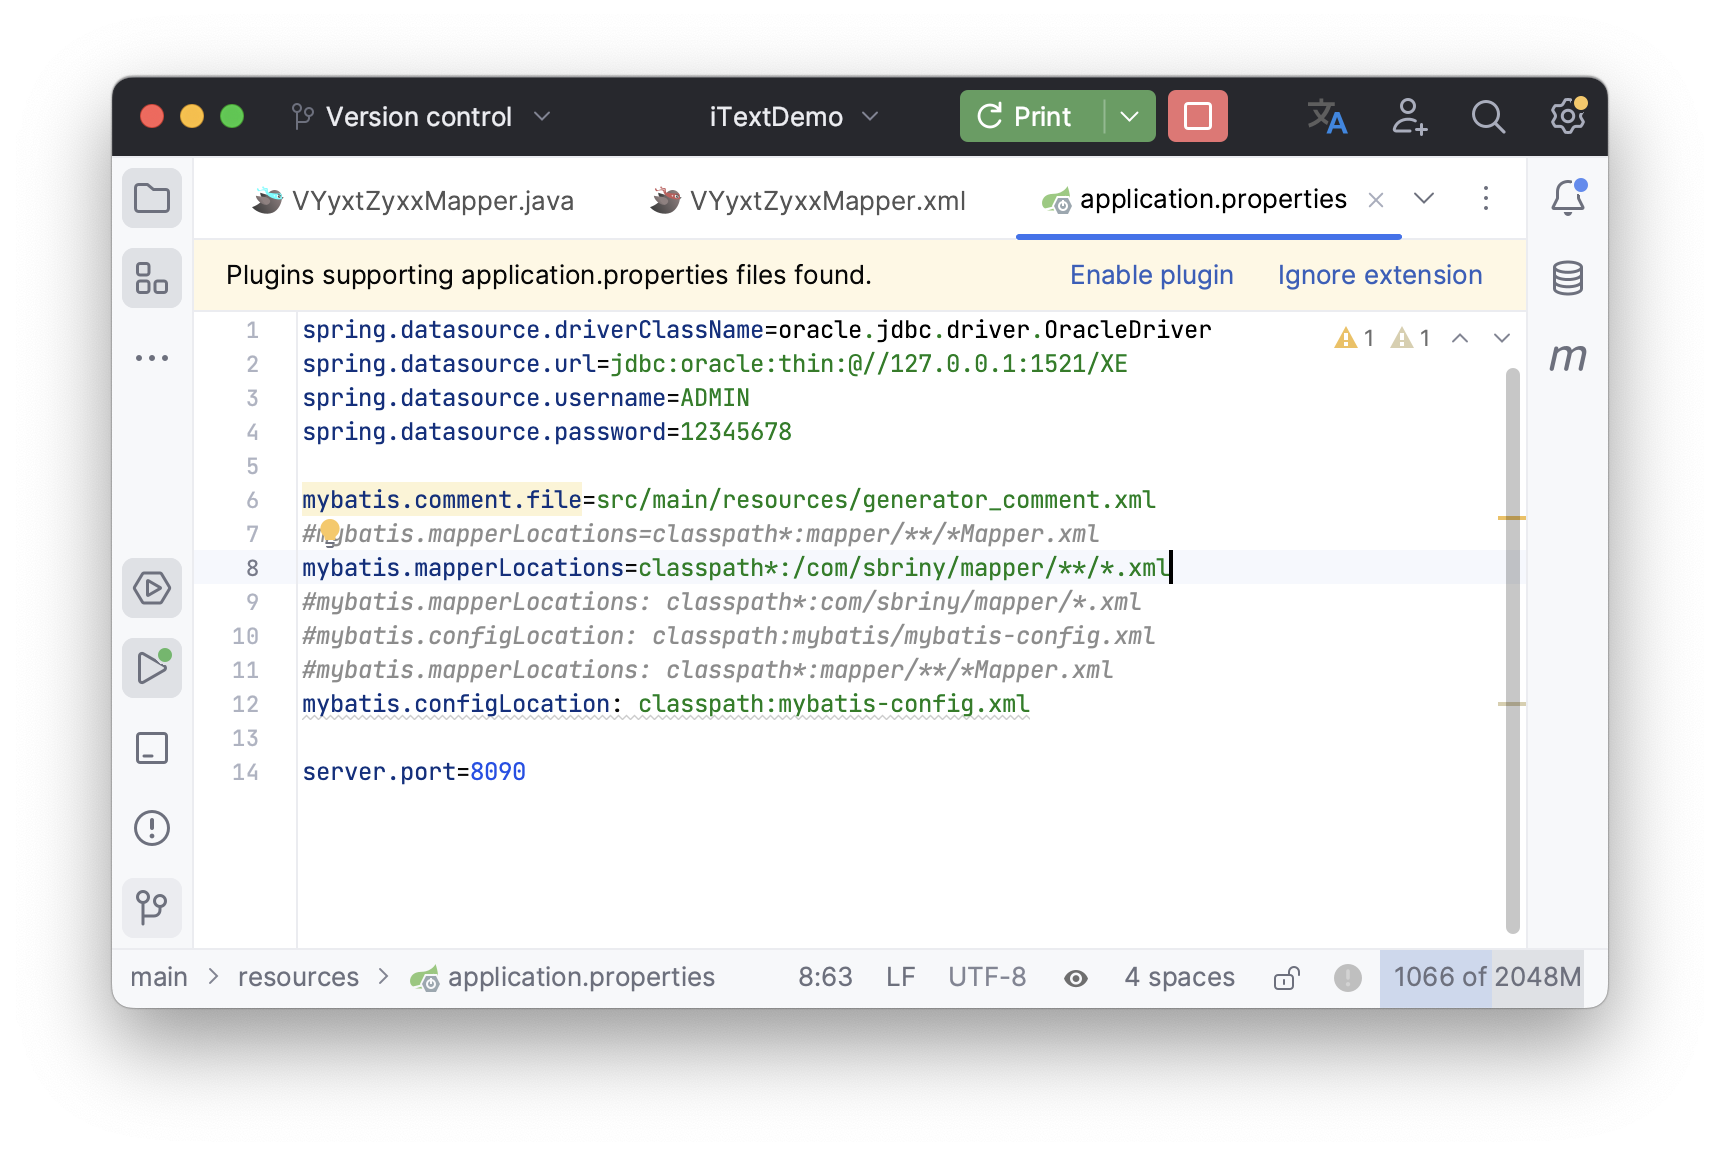 Version control
iTextDemo
Print
VYyxtZyxxMapper.java
VYyxtZyxxMapper.xml
application.properties
Plugins supporting application.properties files found.
Enable plugin
Ignore extension
1 spring.datasource.driverClassName=oracle.jdbc.driver.OracleDriver
1 1
2 spring.datasource.url=jdbc:oracle:thin:@//127.0.0.1:1521/XE
3 spring.datasource.username=ADMIN
4 spring.datasource.password=12345678
5
6 mybatis.comment.file=src/main/resources/generator_comment.xml
7 #mybatis.mapperLocations=classpath*:mapper/**/*Mapper.xml
8 mybatis.mapperLocations=classpath*:/com/sbriny/mapper/**/*.xml
9 #mybatis.mapperLocations: classpath*:com/sbriny/mapper/*.xml
10 #mybatis.configLocation: classpath:mybatis/mybatis-config.xml
11 #mybatis.mapperLocations: classpath*:mapper/**/*Mapper.xml
12 mybatis.configLocation: classpath:mybatis-config.xml
13
14 server.port=8090
main > resources > application.properties
8:63 LF UTF-8 4 spaces 1066 of 2048M